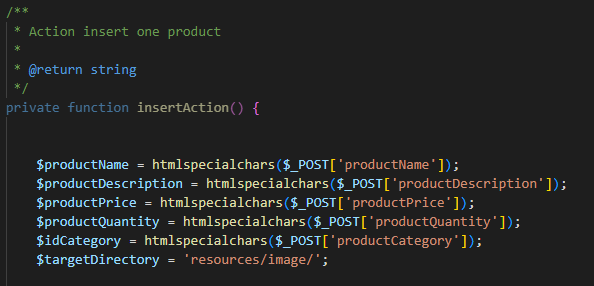 /**
 * Action insert one product
 *
 * @return string
 */
private function insertAction() {
$productName = htmlspecialchars($_POST['productName']);
$productDescription = htmlspecialchars($_POST['productDescription']);
$productPrice = htmlspecialchars($_POST['productPrice']);
$productQuantity = htmlspecialchars($_POST['productQuantity']);
$idCategory = htmlspecialchars($_POST['productCategory']);
$targetDirectory = 'resources/image/';